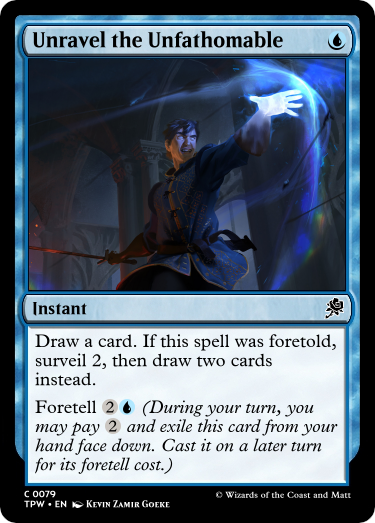 Unravel the Unfathomable
Instant
Draw a card. If this spell was foretold,
surveil 2, then draw two cards
instead.
Foretell 2 (During your turn, you
may pay 2 and exile this card from your
hand face down. Cast it on a later turn
for its foretell cost.)
C 0079
TPW • EN Kevin Zamir Goeke
© Wizards of the Coast and Matt